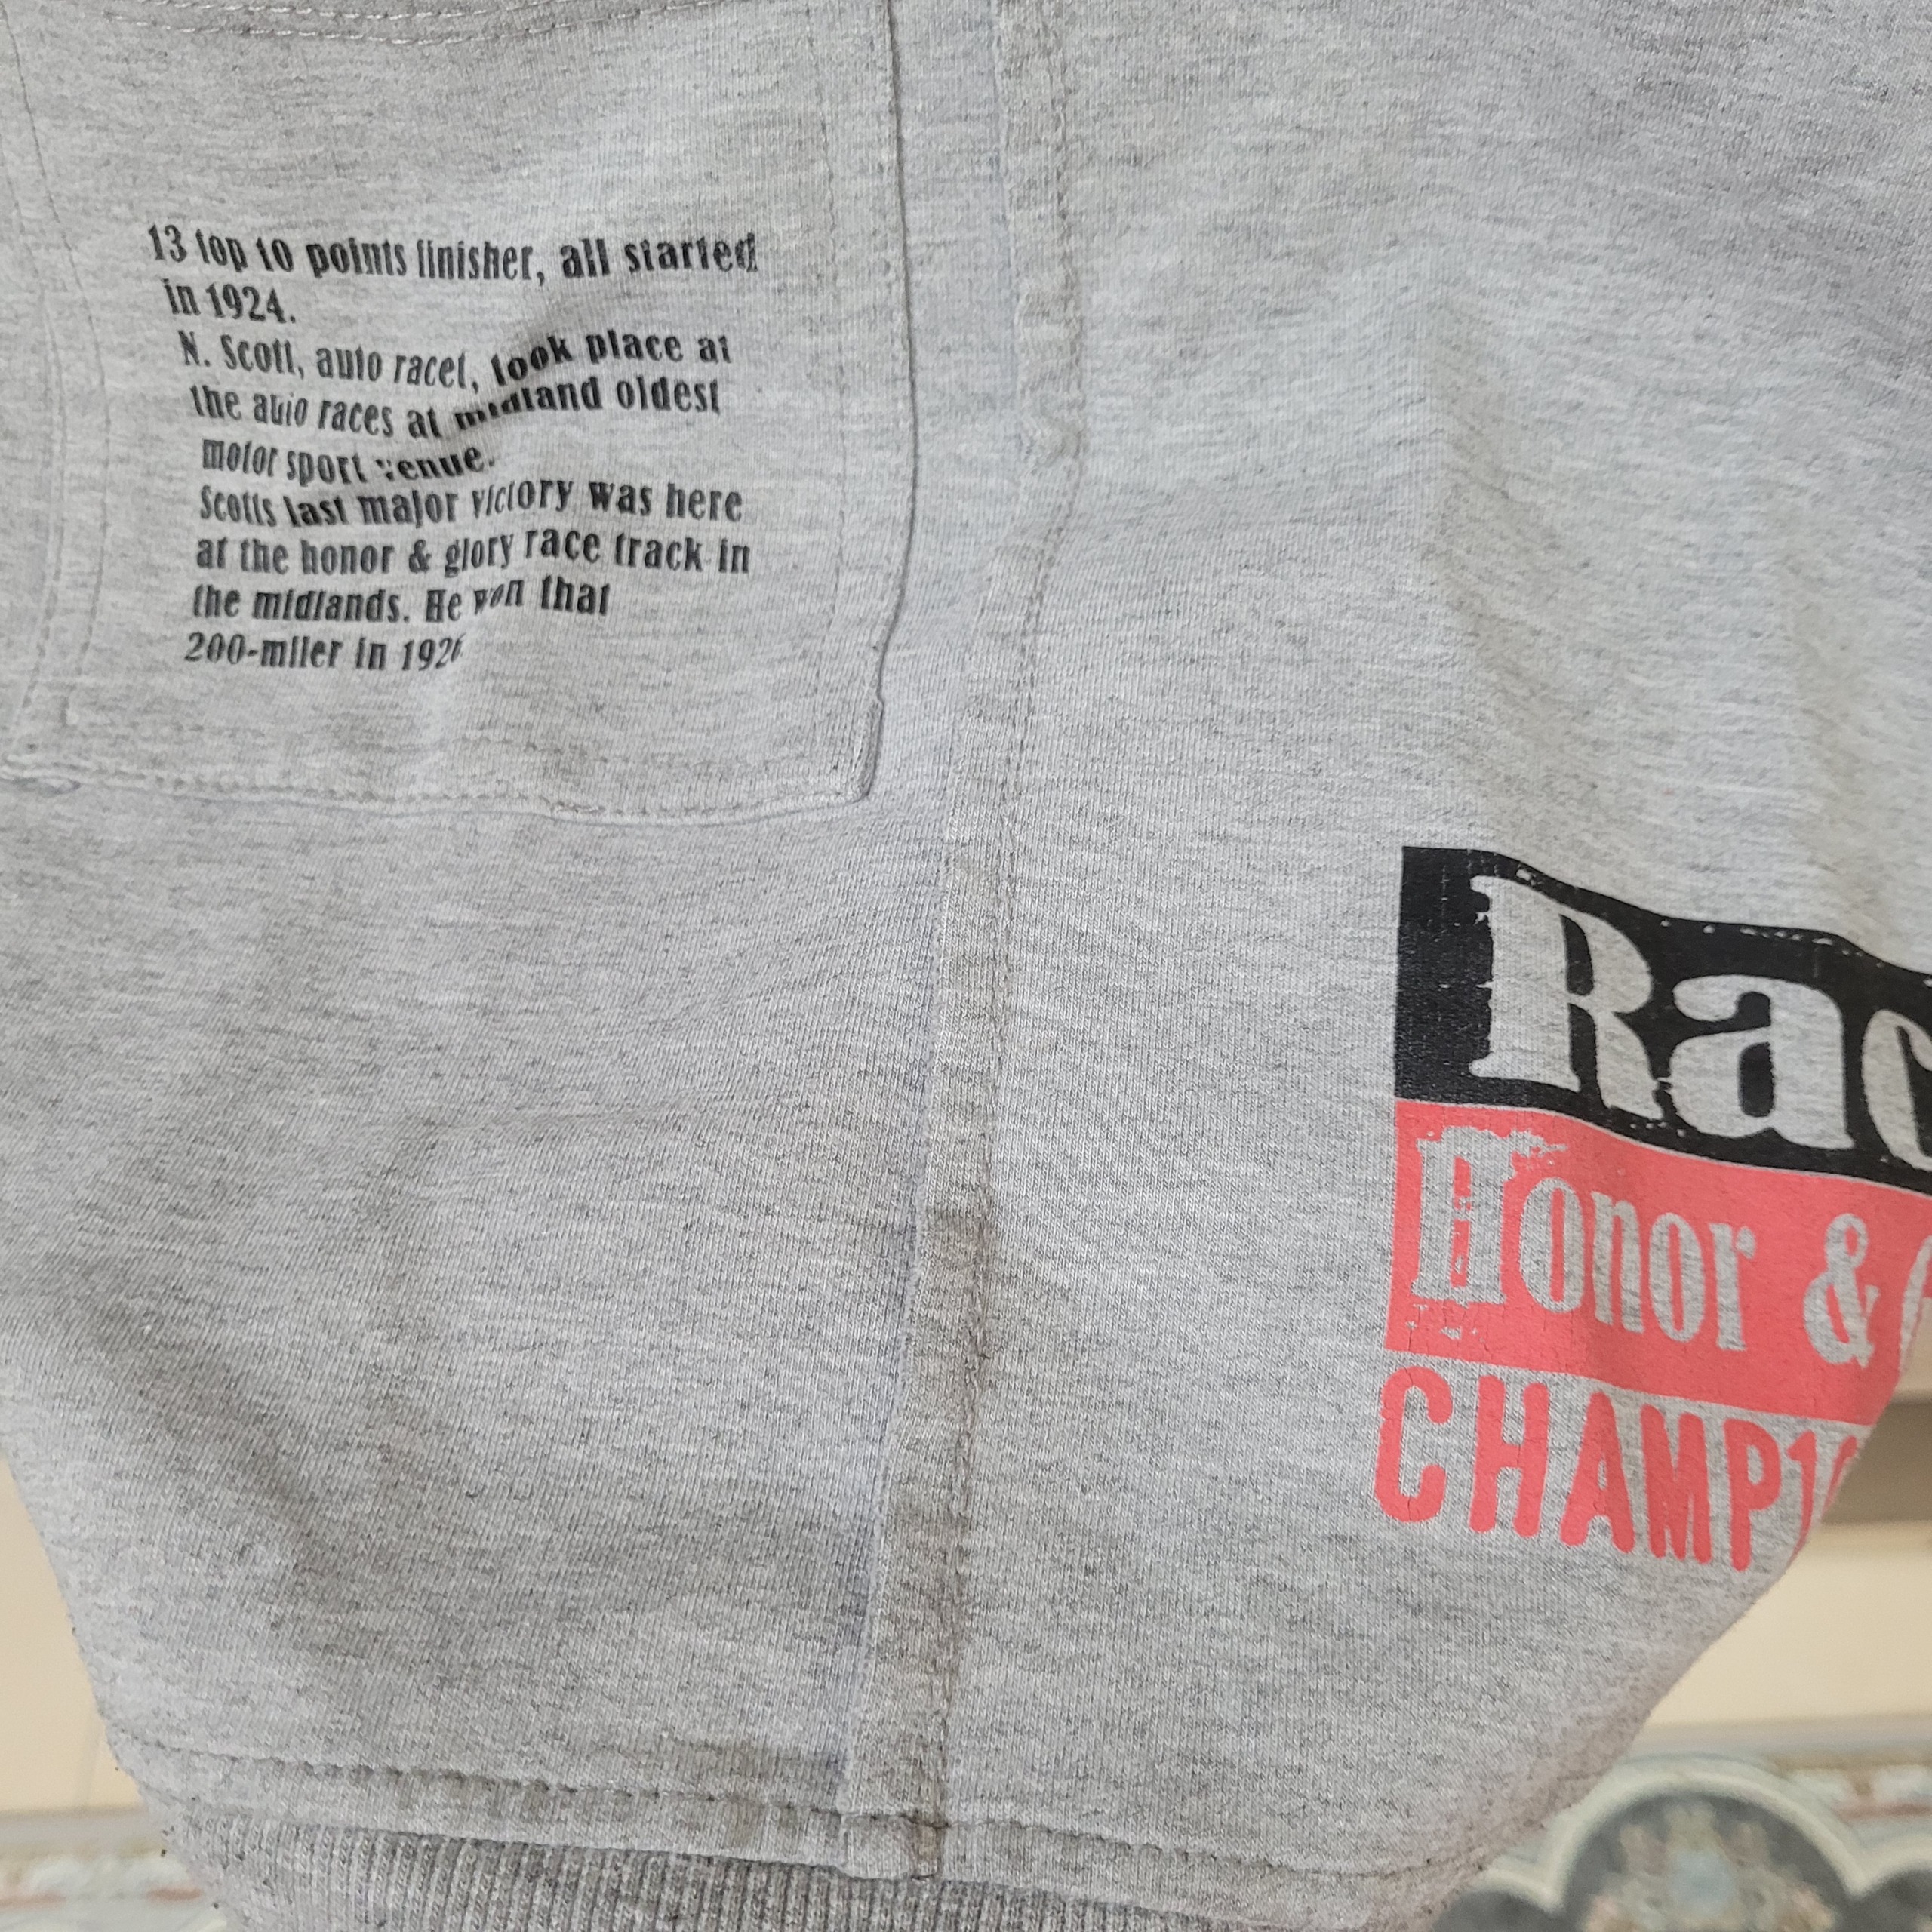 13 top 10 points finisher, all started
in 1924.
N. Scott, auto racet, took place at
the auto races at midland oldest
motor sport venue.
Scotts last major victory was here
at the honor & glory race track in
the midlands. He won that
200-miler in 192
Rac
Honor &
CHAMP1